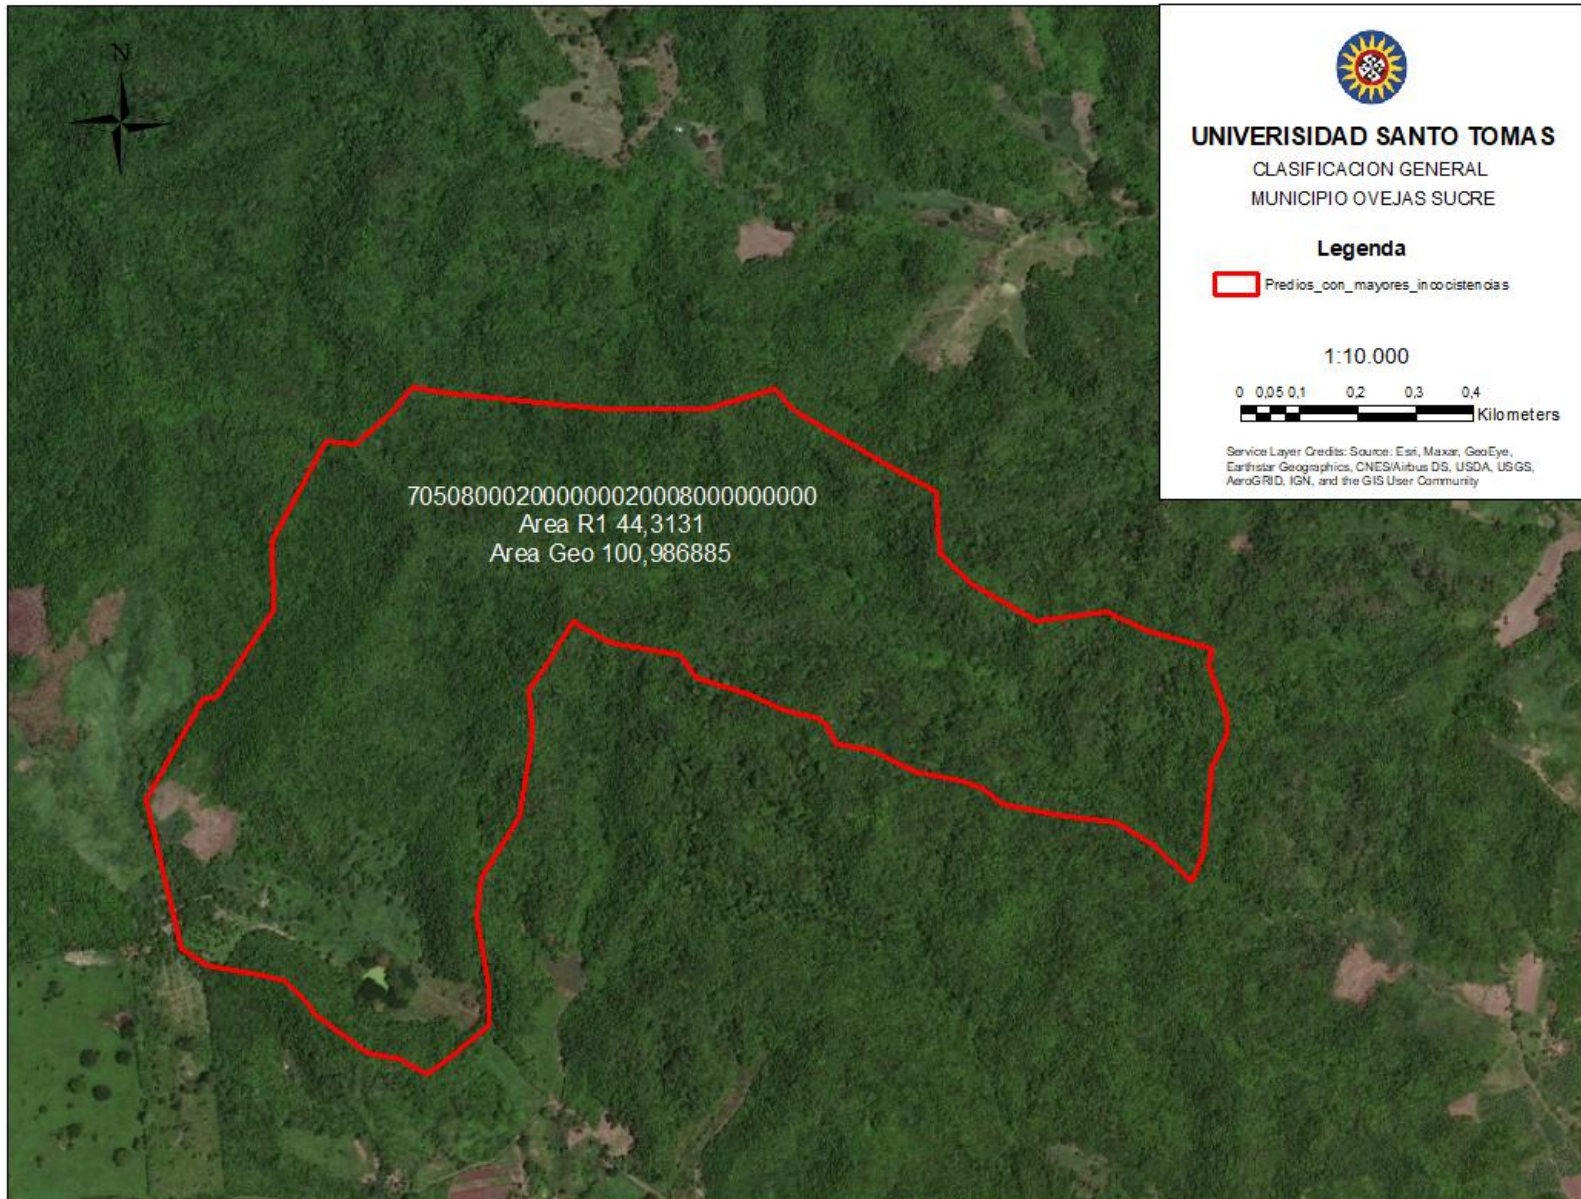 N
UNIVERISIDAD SANTO TOMAS
CLASIFICACION GENERAL
MUNICIPIO OVEJAS SUCRE
Legenda
Predios_con_mayores_incocistencias
1:10.000
0 0,05 0,1 0,2 0,3 0,4
Kilometers
Service Layer Credits: Source: Esri, Maxar, GeoEye,
Earthstar Geographics, CNES/Airbus DS, USDA, USGS,
AeroGRID, IGN, and the GIS User Community
705080002000000020008000000000
Area R1 44,3131
Area Geo 100,986885